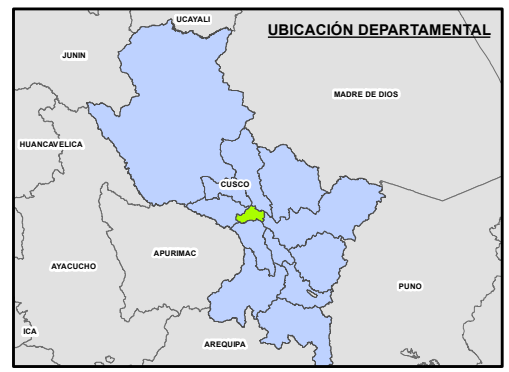 UCAYALI
UBICACIÓN DEPARTAMENTAL
JUNIN
MADRE DE DIOS
HUANCAVELICA
CUSCO
APURIMAC
AYACUCHO
PUNO
ICA
AREQUIPA